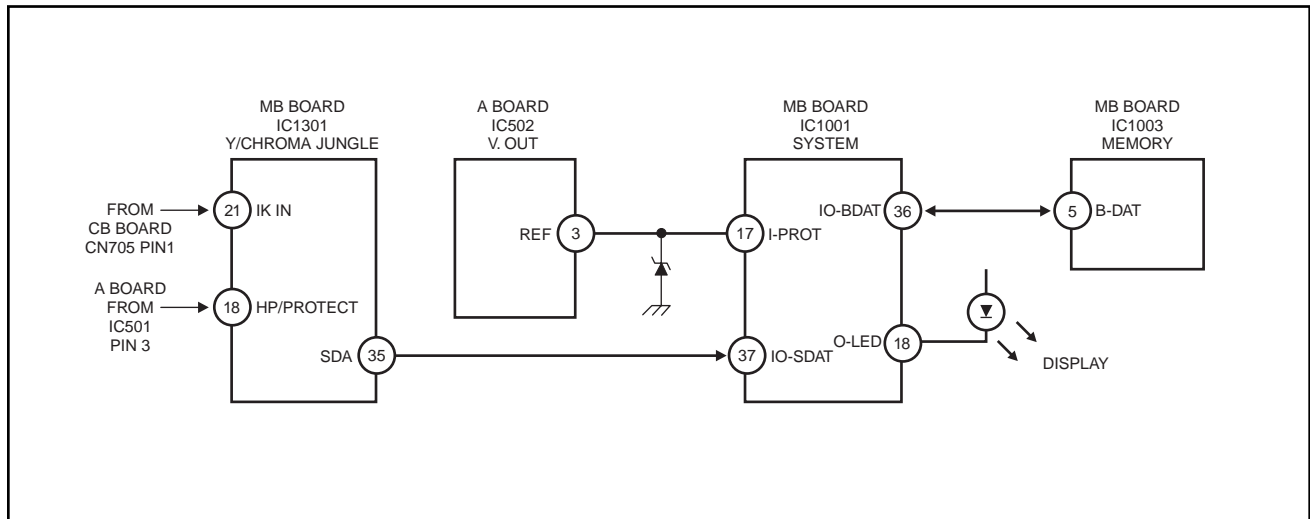 MB BOARD
IC1301
Y/CHROMA JUNGLE
A BOARD
IC502
V. OUT
MB BOARD
IC1001
SYSTEM
MB BOARD
IC1003
MEMORY
FROM
CB BOARD
CN705 PIN1
21 IK IN
A BOARD
FROM
IC501
PIN 3
18 HP/PROTECT
SDA 35
REF 3
17 I-PROT
IO-BDAT 36
5 B-DAT
37 IO-SDAT
O-LED 18
DISPLAY